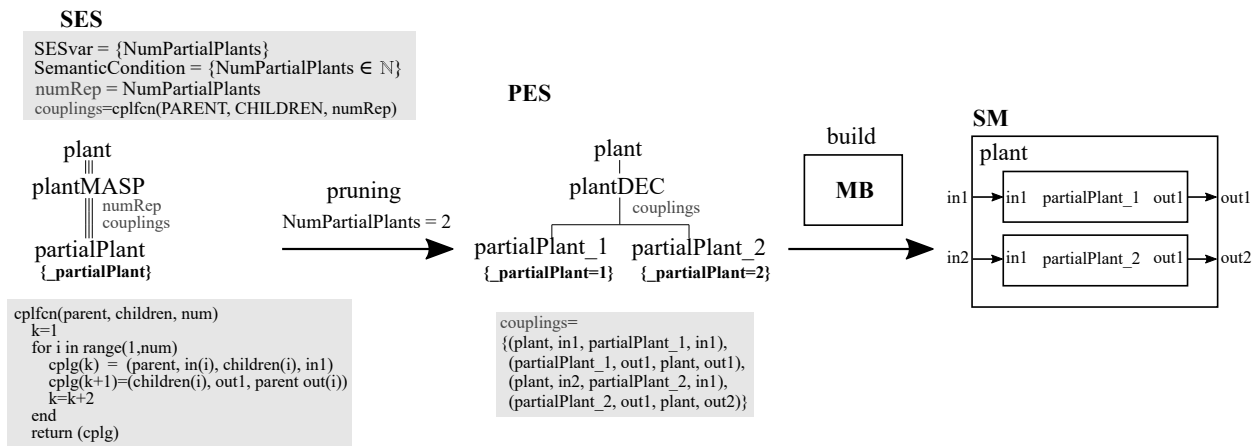 SES
SESvar = {NumPartialPlants}
SemanticCondition = {NumPartialPlants ∈ ℕ}
numRep = NumPartialPlants
couplings=cplfcn(PARENT, CHILDREN, numRep)
plant
plantMASP
numRep
couplings
partialPlant
{_partialPlant}
cplfcn(parent, children, num)
k=1
for i in range(1,num)
cplg(k) = (parent, in(i), children(i), in1)
cplg(k+1)=(children(i), out1, parent out(i))
k=k+2
end
return (cplg)
pruning
NumPartialPlants = 2
PES
plant
plantDEC
couplings
partialPlant_1 partialPlant_2
{_partialPlant=1} {_partialPlant=2}
couplings=
{(plant, in1, partialPlant_1, in1),
(partialPlant_1, out1, plant, out1),
(plant, in2, partialPlant_2, in1),
(partialPlant_2, out1, plant, out2)}
build
MB
SM
plant
in1 in1 partialPlant_1 out1 out1
in2 in1 partialPlant_2 out1 out2